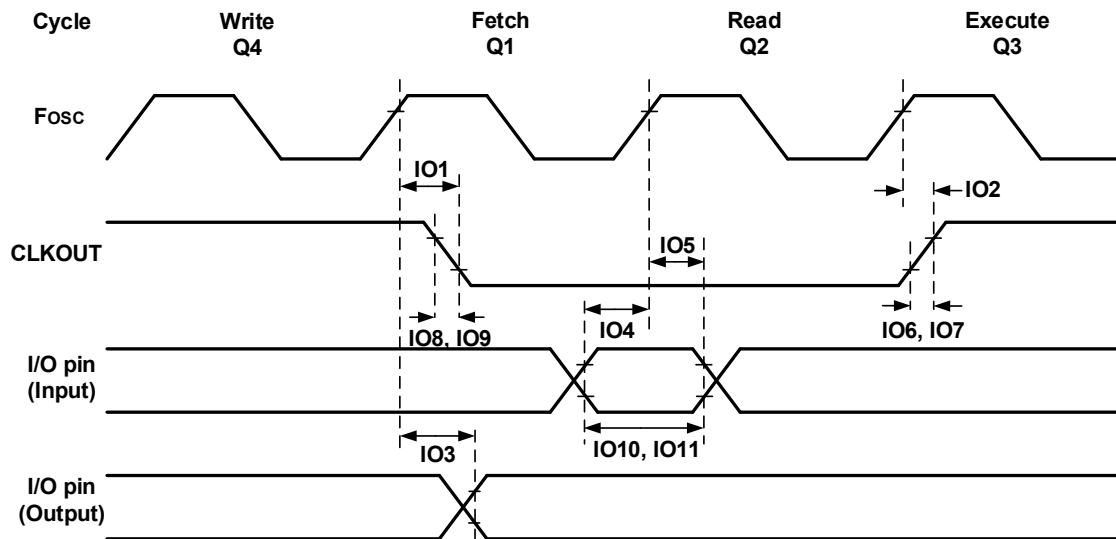 Cycle
Write
Q4
Fetch
Q1
Read
Q2
Execute
Q3
Fosc
IO1
IO2
CLKOUT
IO5
IO8, IO9
IO4
IO6, IO7
I/O pin
(Input)
IO10, IO11
IO3
I/O pin
(Output)